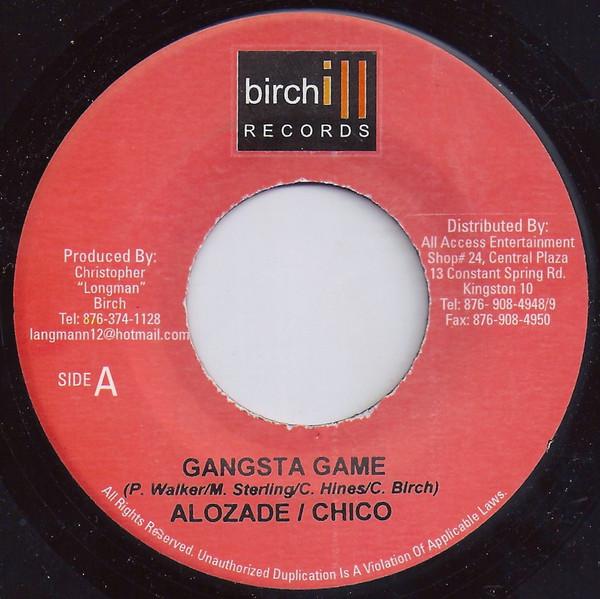 birchill
RECORDS
Produced By:
Christopher
"Longman"
Birch
Tel: 876-374-1128
langmann12@hotmail.com
Distributed By:
All Access Entertainment
Shop# 24, Central Plaza
13 Constant Spring Rd.
Kingston 10
Tel: 876- 908-4948/9
Fax: 876-908-4950
SIDE A
GANGSTA GAME
(P. Walker/M. Sterling/C. Hines/C. Birch)
ALOZADE / CHICO
All Rights Reserved. Unauthorized Duplication Is A Violation Of Applicable Laws.